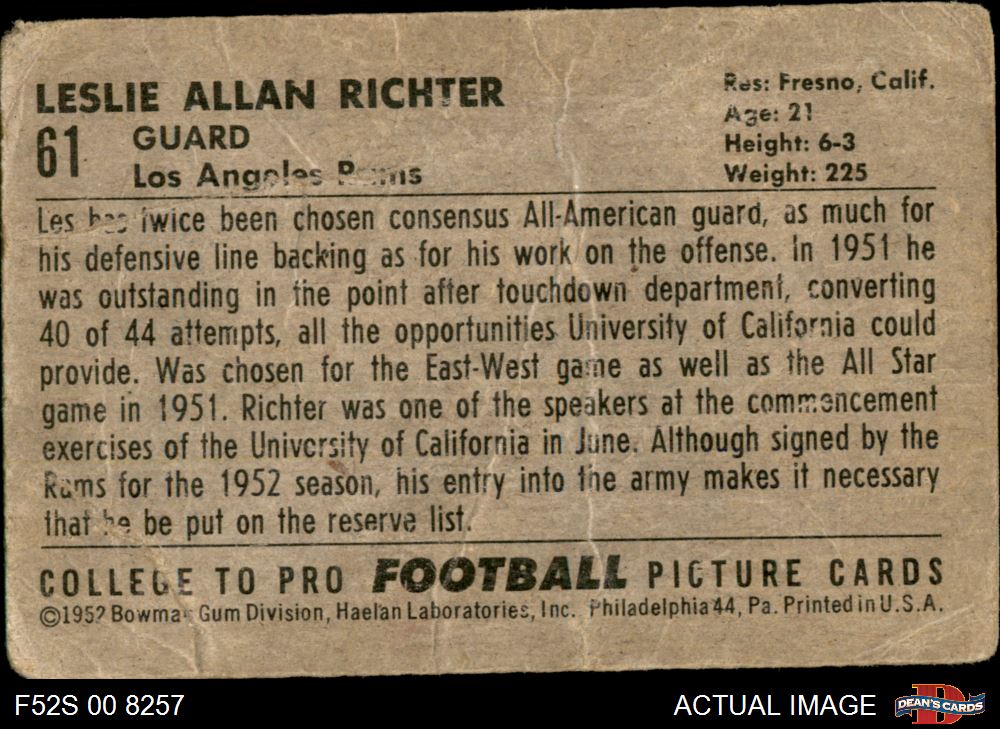 LESLIE ALLAN RICHTER
61
GUARD
Los Angeles Rams
Res: Fresno, Calif.
Age: 21
Height: 6-3
Weight: 225
Les has twice been chosen consensus All-American guard, as much for
his defensive line backing as for his work on the offense. In 1951 he
was outstanding in the point after touchdown department, converting
40 of 44 attempts, all the opportunities University of California could
provide. Was chosen for the East-West game as well as the All Star
game in 1951. Richter was one of the speakers at the commencement
exercises of the University of California in June. Although signed by the
Rams for the 1952 season, his entry into the army makes it necessary
that he be put on the reserve list.
COLLEGE TO PRO FOOTBALL PICTURE CARDS
©1952 Bowman Gum Division, Haelan Laboratories, Inc. Philadelphia 44, Pa. Printed in U.S.A.
F52S 00 8257
ACTUAL IMAGE
D
DEAN'S CARDS